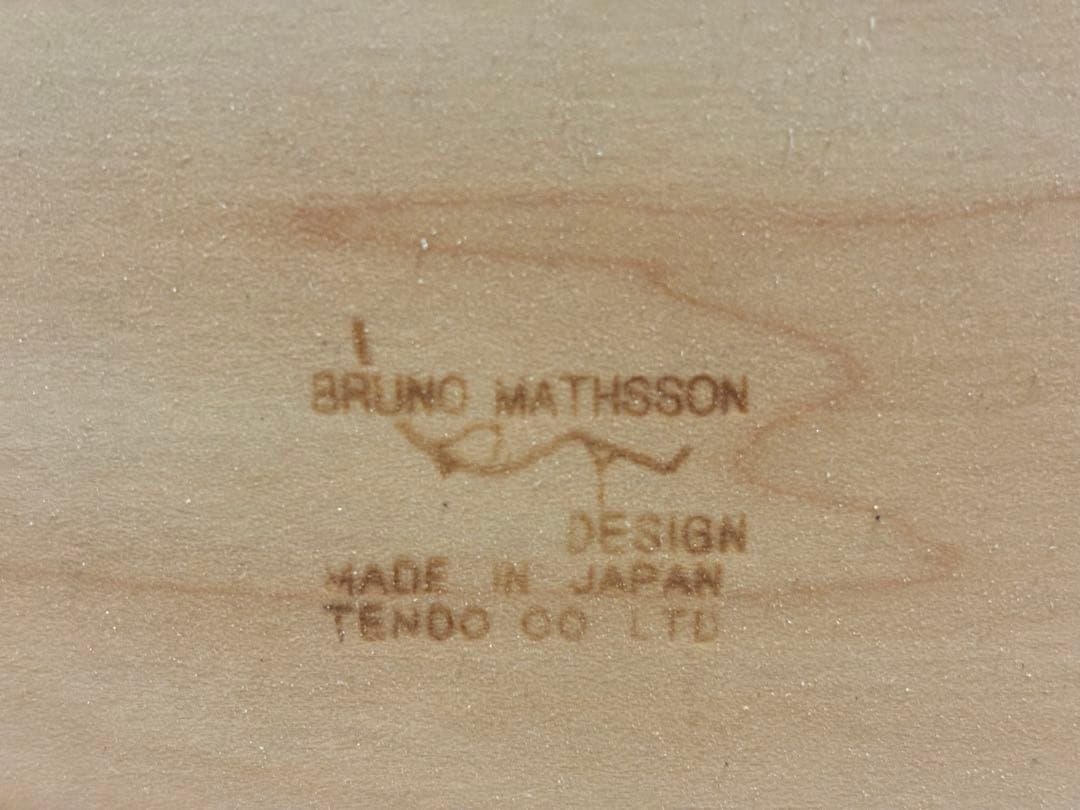 BRUNO MATHSSON
DESIGN
MADE IN JAPAN
TENDO CO LTD